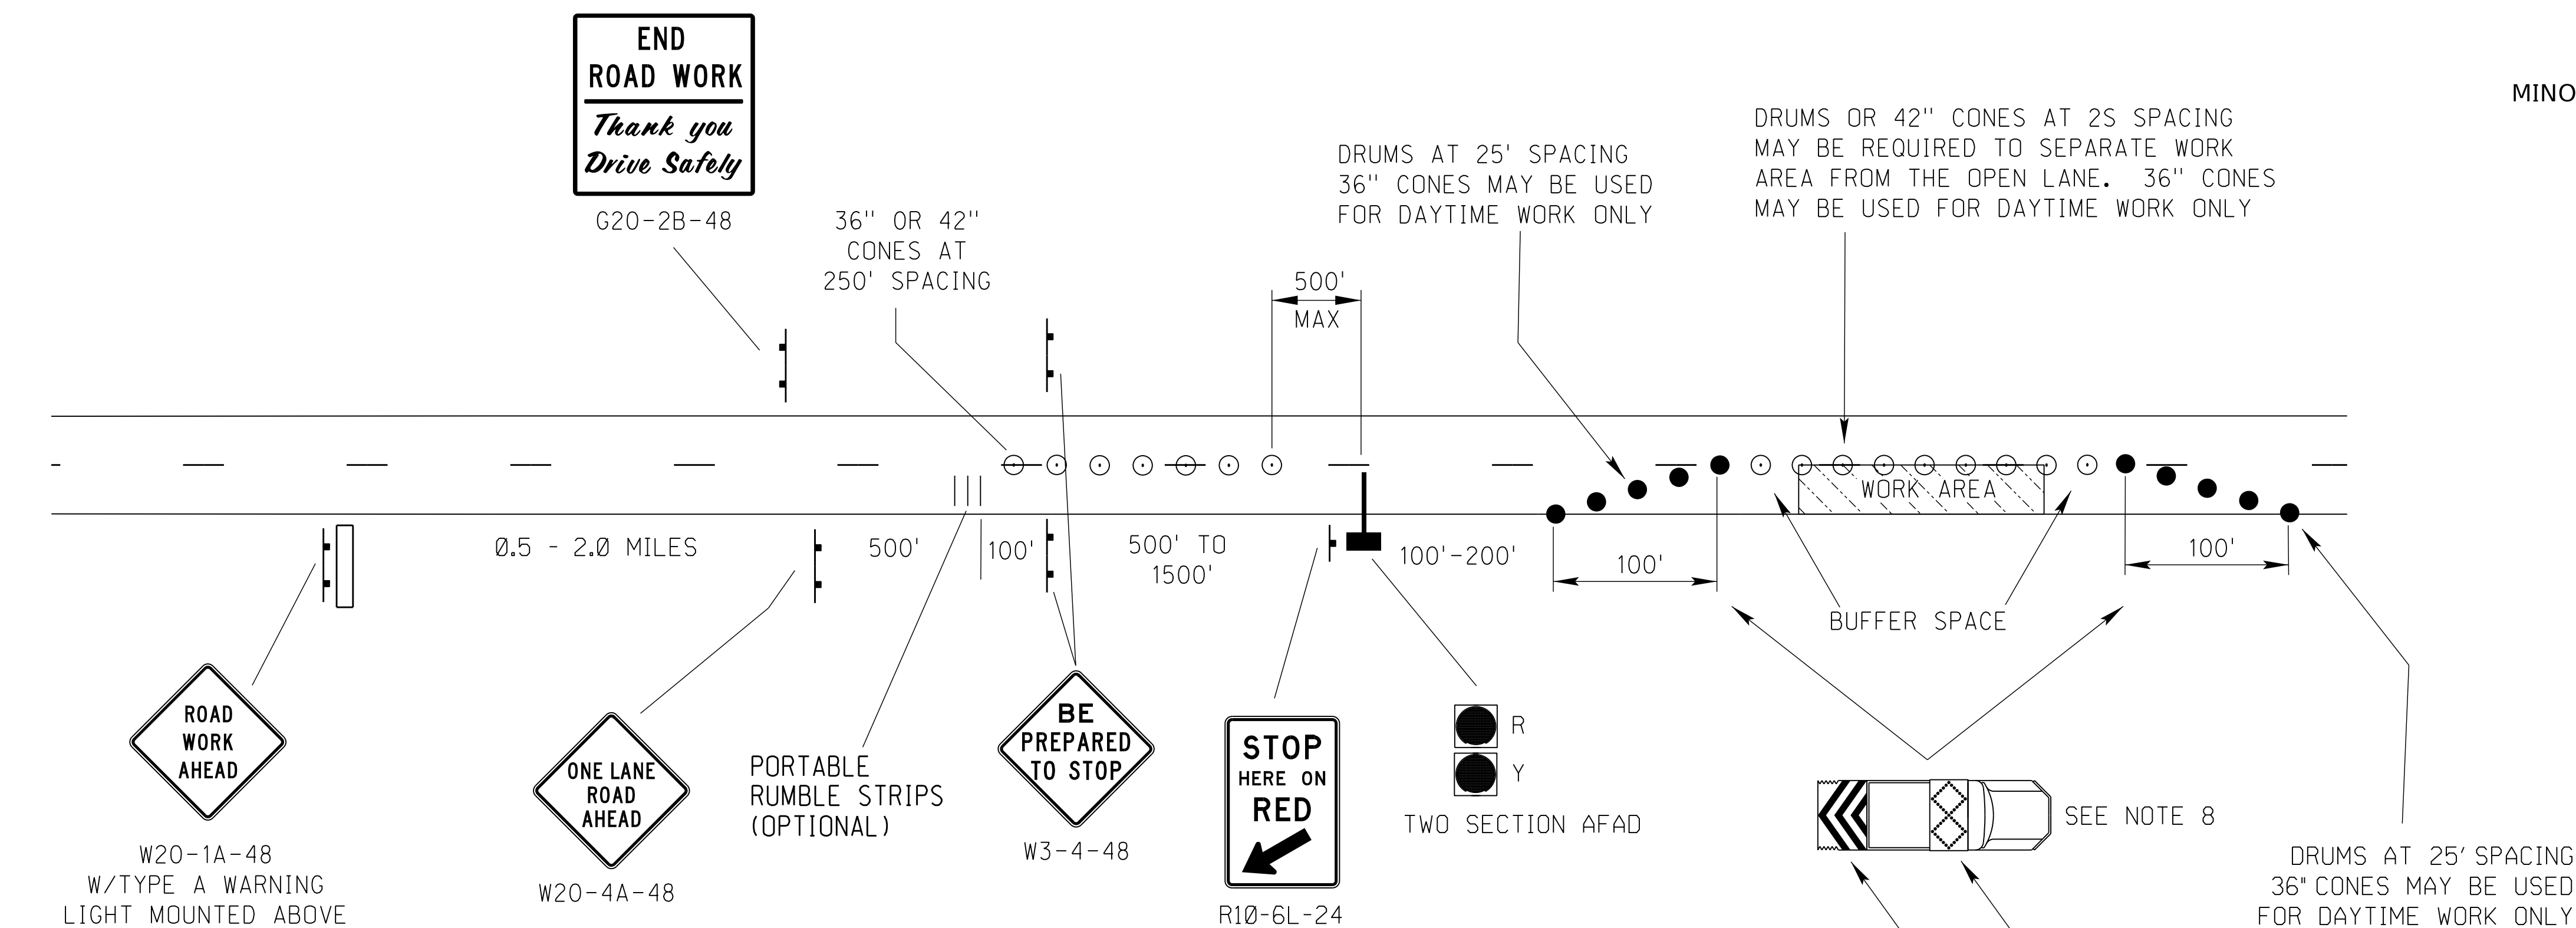 END
ROAD WORK
Thank you
Drive Safely
G20-2B-48
36" OR 42"
CONES AT
250' SPACING
500'
MAX
DRUMS AT 25' SPACING
36" CONES MAY BE USED
FOR DAYTIME WORK ONLY
DRUMS OR 42" CONES AT 2S SPACING
MAY BE REQUIRED TO SEPARATE WORK
AREA FROM THE OPEN LANE. 36" CONES
MAY BE USED FOR DAYTIME WORK ONLY
MINO
WORK AREA
0.5 - 2.0 MILES
500'
100'
500' TO
1500'
100'-200'
100'
100'
BUFFER SPACE
ROAD
WORK
AHEAD
W20-1A-48
W/TYPE A WARNING
LIGHT MOUNTED ABOVE
ONE LANE
ROAD
AHEAD
W20-4A-48
PORTABLE
RUMBLE STRIPS
(OPTIONAL)
BE
PREPARED
TO STOP
W3-4-48
STOP
HERE ON
RED
R10-6L-24
R
Y
TWO SECTION AFAD
SEE NOTE 8
DRUMS AT 25' SPACING
36" CONES MAY BE USED
FOR DAYTIME WORK ONLY